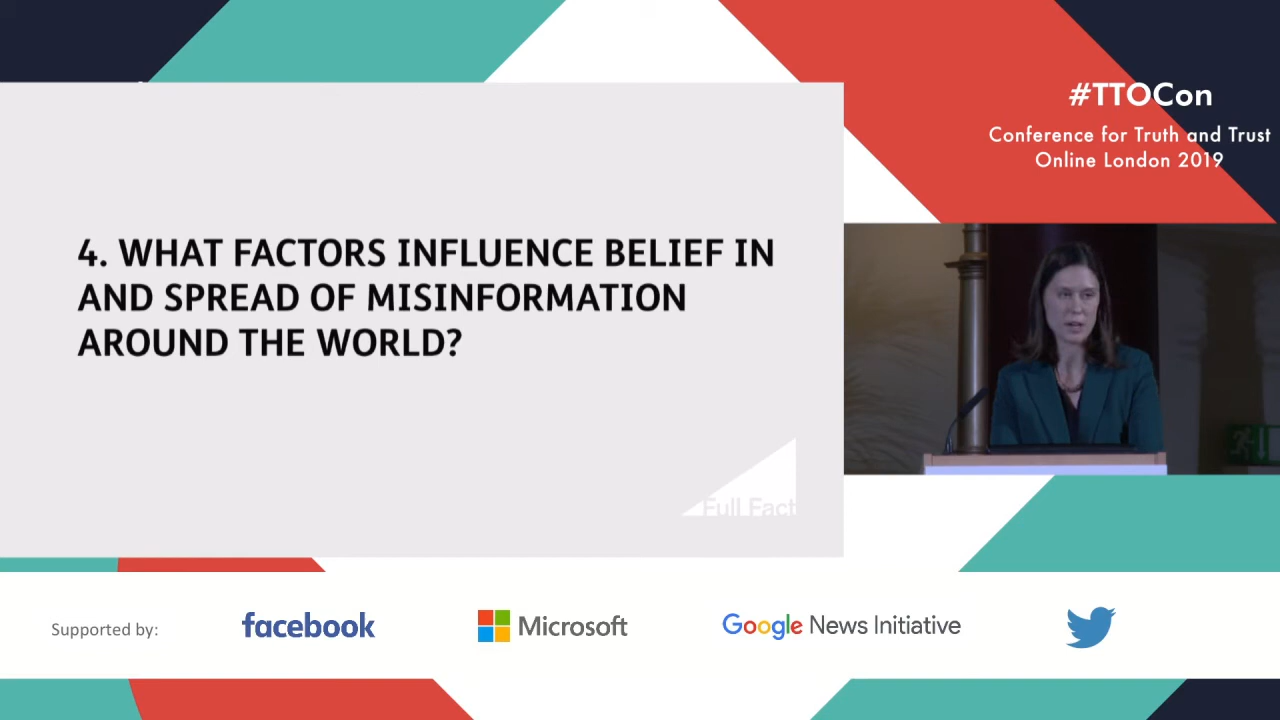 #TTOCon
Conference for Truth and Trust
Online London 2019
4. WHAT FACTORS INFLUENCE BELIEF IN
AND SPREAD OF MISINFORMATION
AROUND THE WORLD?
Full Fact
Supported by:
facebook
Microsoft
Google News Initiative